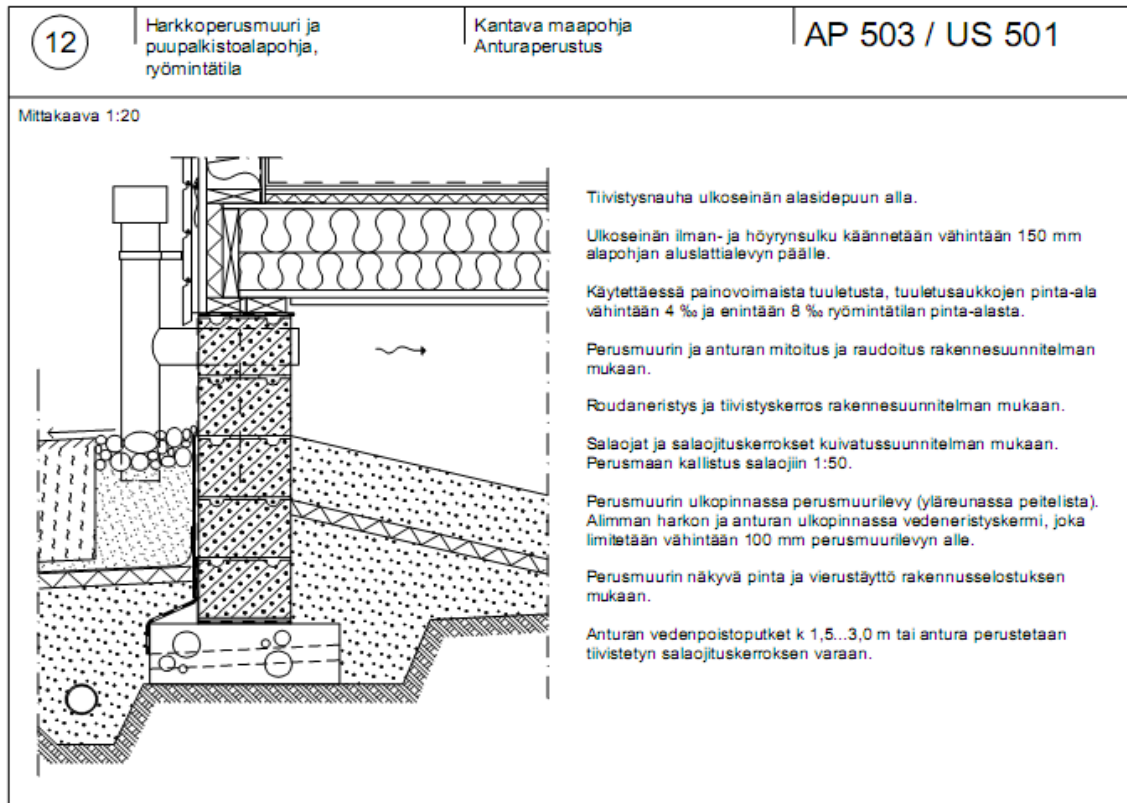 12
Harkkoperusmuuri ja
puupalkistoalapohja,
ryömintätila
Kantava maapohja
Anturaperustus
AP 503 / US 501
Mittakaava 1:20
Tiivistysnauha ulkoseinän alasidepuun alla.
Ulkoseinän ilman- ja höyrynsulku käännetään vähintään 150 mm
alapohjan aluslattialevyn päälle.
Käytettäessä painovoimaista tuuletusta, tuuletusaukkojen pinta-ala
vähintään 4 ‰ ja enintään 8 ‰ ryömintätilan pinta-alasta.
Perusmuurin ja anturan mitoitus ja raudoitus rakennesuunnitelman
mukaan.
Roudaneristys ja tiivistyskerros rakennesuunnitelman mukaan.
Salaojat ja salaojituskerrokset kuivatussuunnitelman mukaan.
Perusmaan kallistus salaojiin 1:50.
Perusmuurin ulkopinnassa perusmuurilevy (yläreunassa peitelista).
Alimman harkon ja anturan ulkopinnassa vedeneristyskermi, joka
limitetään vähintään 100 mm perusmuurilevyn alle.
Perusmuurin näkyvä pinta ja vierustäyttö rakennusselostuksen
mukaan.
Anturan vedenpoistoputket k 1,5...3,0 m tai antura perustetaan
tiivistetyn salaojituskerroksen varaan.